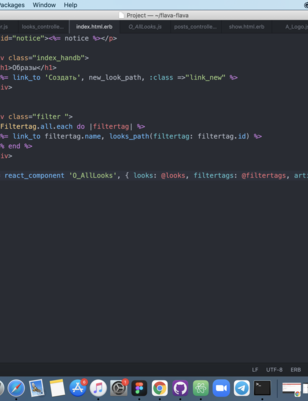 Packages Window Help
Project — ~/flava-flava
n.js looks_controlle... index.html.erb O_AllLooks.js posts_controlle... show.html.erb A_Logo.j
id="notice"><%= notice %></p>
v class="index_handb">
h1>Образы</h1>
%= link_to 'Создать', new_look_path, :class =>"link_new" %>
iv>
v class="filter ">
Filtertag.all.each do |filtertag| %>
%= link_to filtertag.name, looks_path(filtertag: filtertag.id) %>
% end %>
iv>
react_component 'O_AllLooks', { looks: @looks, filtertags: @filtertags, art
LF UTF-8 ERB